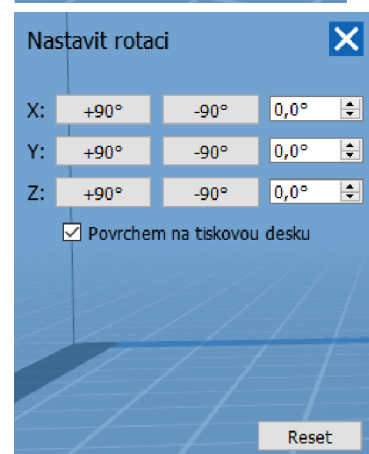 Nastavit rotaci
X: +90° -90° 0,0°
Y: +90° -90° 0,0°
Z: +90° -90° 0,0°
Povrchem na tiskovou desku
Reset